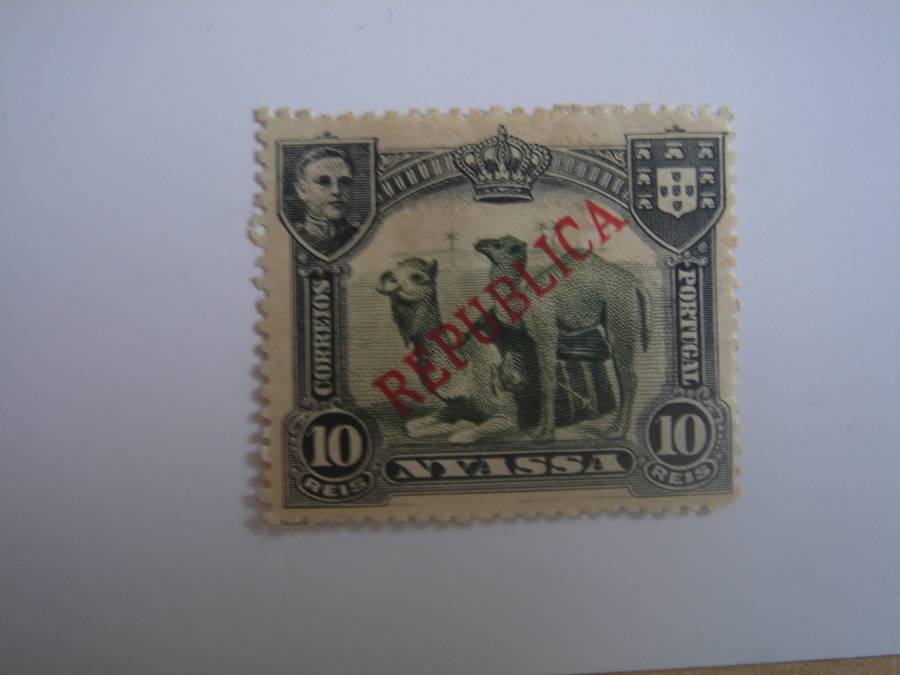 CORREIOS
PORTUGAL
REPUBLICA
10
REIS
NYASSA
10
REIS